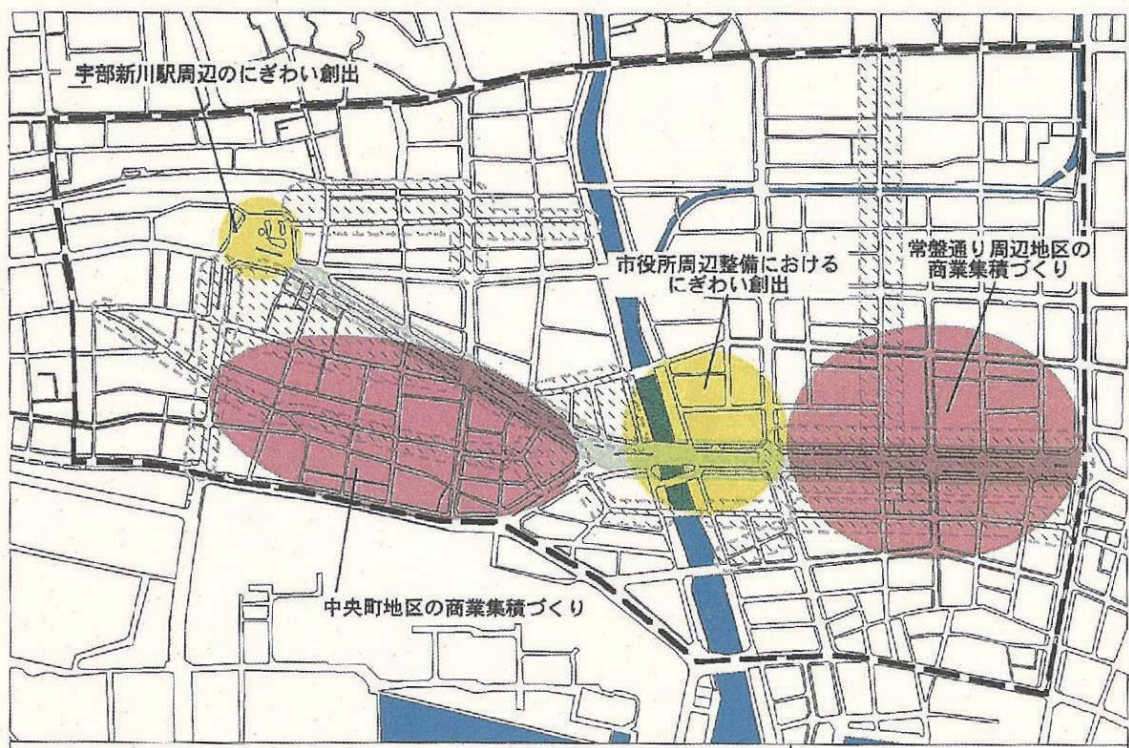 宇部新川駅周辺のにぎわい創出
市役所周辺整備における
にぎわい創出
常盤通り周辺地区の
商業集積づくり
中央町地区の商業集積づくり